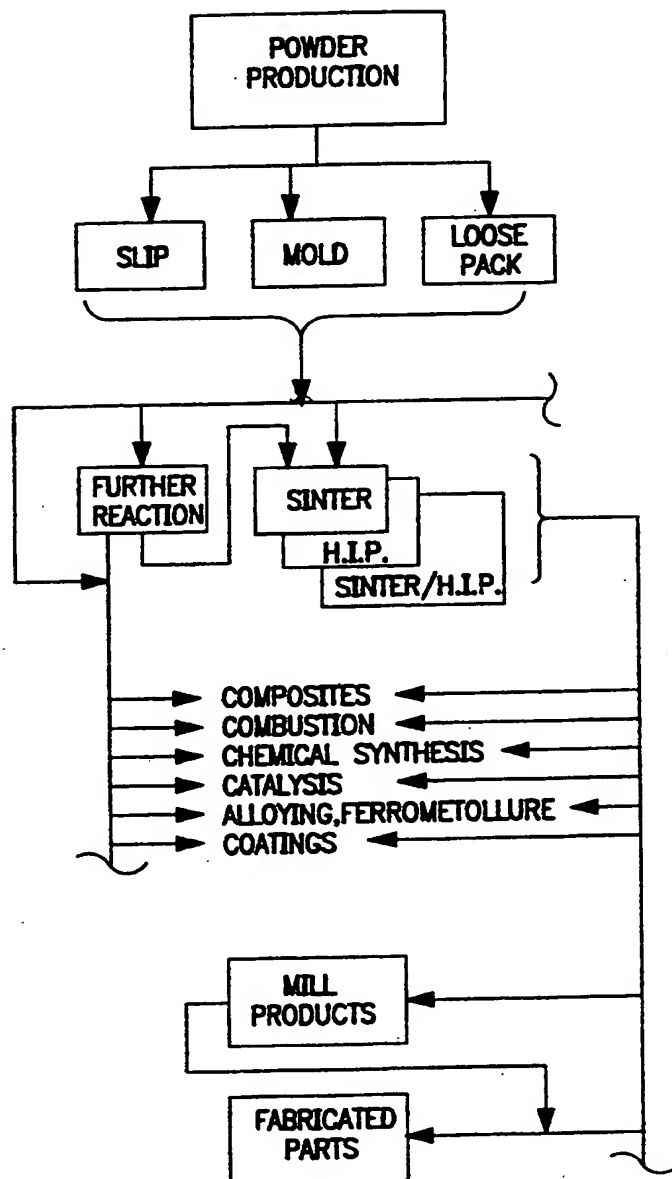 POWDER
PRODUCTION
SLIP
MOLD
LOOSE
PACK
FURTHER
REACTION
SINTER
H.I.P.
SINTER/H.I.P.
COMPOSITES
COMBUSTION
CHEMICAL SYNTHESIS
CATALYSIS
ALLOYING,FERROMETOLLURE
COATINGS
MILL
PRODUCTS
FABRICATED
PARTS